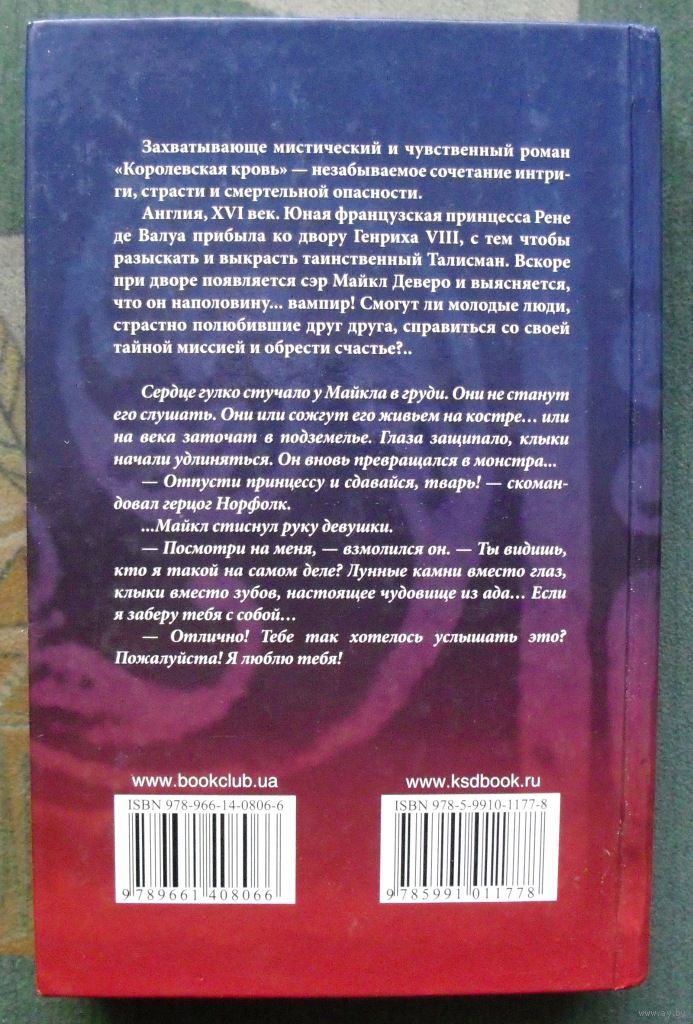 Захватывающе мистический и чувственный роман
«Королевская кровь» — незабываемое сочетание интри-
ги, страсти и смертельной опасности.
Англия, XVI век. Юная французская принцесса Рене
де Валуа прибыла ко двору Генриха VIII, с тем чтобы
разыскать и выкрасть таинственный Талисман. Вскоре
при дворе появляется сэр Майкл Деверо и выясняется,
что он наполовину... вампир! Смогут ли молодые люди,
страстно полюбившие друг друга, справиться со своей
тайной миссией и обрести счастье?..
Сердце гулко стучало у Майкла в груди. Они не станут
его слушать. Они или сожгут его живьем на костре... или
на века заточат в подземелье. Глаза защипало, клыки
начали удлиняться. Он вновь превращался в монстра...
— Отпусти принцессу и сдавайся, тварь! — скоман-
довал герцог Норфолк.
...Майкл стиснул руку девушки.
— Посмотри на меня, — взмолился он. — Ты видишь,
кто я такой на самом деле? Лунные камни вместо глаз,
клыки вместо зубов, настоящее чудовище из ада... Если
я заберу тебя с собой...
— Отлично! Тебе так хотелось услышать это?
Пожалуйста! Я люблю тебя!
www.bookclub.ua
ISBN 978-966-14-0806-6
9 789661 408066
www.ksdbook.ru
ISBN 978-5-9910-1177-8
9 785991 011778
www.ay.by